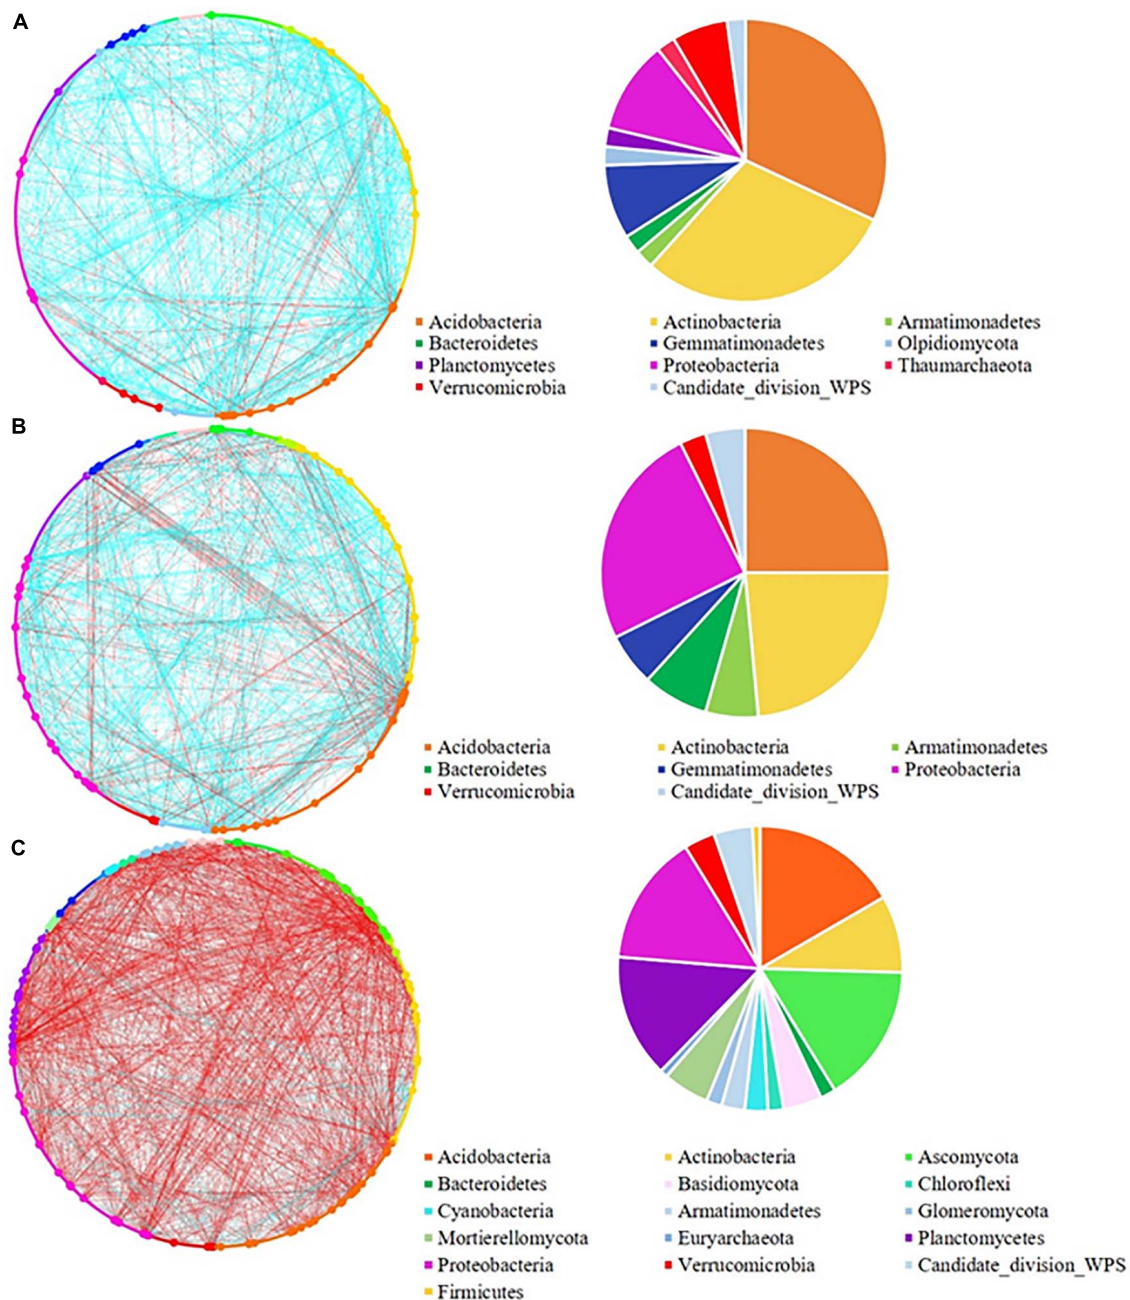 A
Acidobacteria Actinobacteria Armatimonadetes
Bacteroidetes Gemmatimonadetes Olpidiomycota
Planctomycetes Proteobacteria Thaumarchaeota
Verrucomicrobia Candidate_division_WPS
B
Acidobacteria Actinobacteria Armatimonadetes
Bacteroidetes Gemmatimonadetes Proteobacteria
Verrucomicrobia Candidate_division_WPS
C
Acidobacteria Actinobacteria Ascomycota
Bacteroidetes Basidiomycota Chloroflexi
Cyanobacteria Armatimonadetes Glomeromycota
Mortierellomycota Euryarchaeota Planctomycetes
Proteobacteria Verrucomicrobia Candidate_division_WPS
Firmicutes